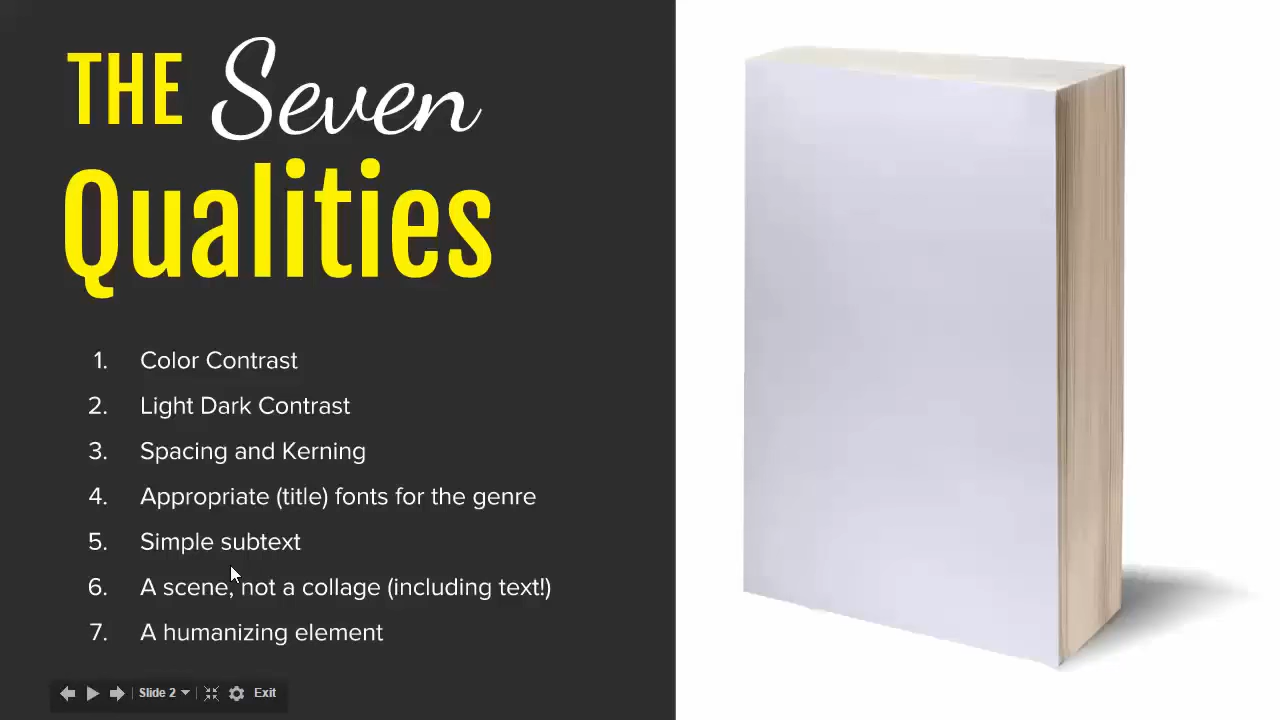 THE Seven
Qualities
1. Color Contrast
2. Light Dark Contrast
3. Spacing and Kerning
4. Appropriate (title) fonts for the genre
5. Simple subtext
6. A scene, not a collage (including text!)
7. A humanizing element
Slide 2 Exit